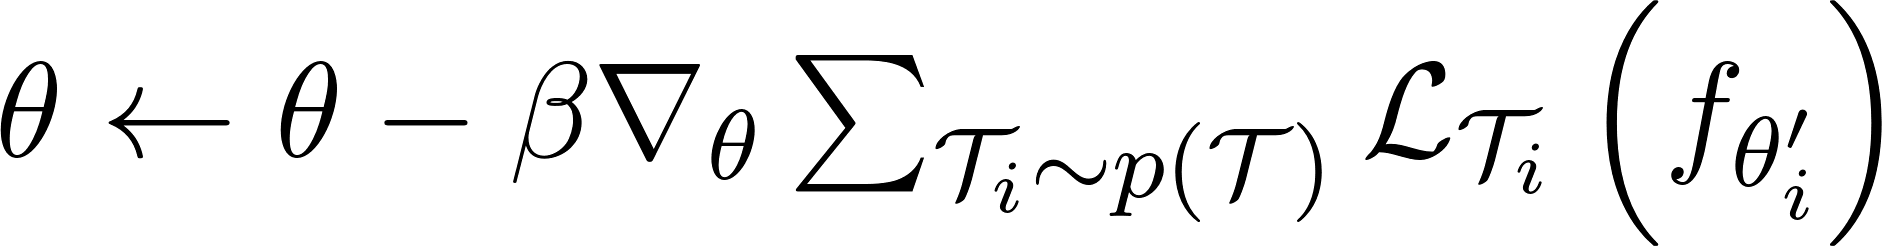 θ ← θ − β∇_θ ∑_{𝒯_i∼p(𝒯)} ℒ_{𝒯_i} (f_{θ′_i})